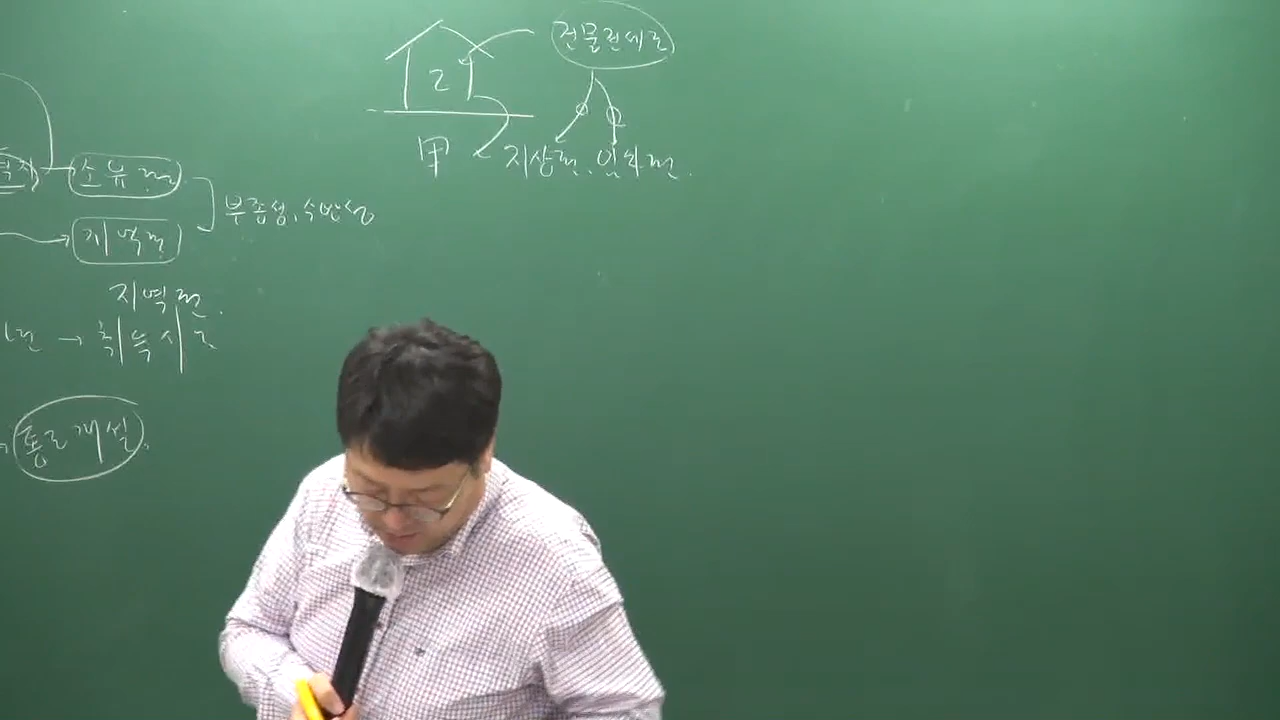 건물전세권
乙
甲 지상권, 임차권.
소유권
부종성, 수반성
지역권
지역권.
→ 취득시효
통로개설